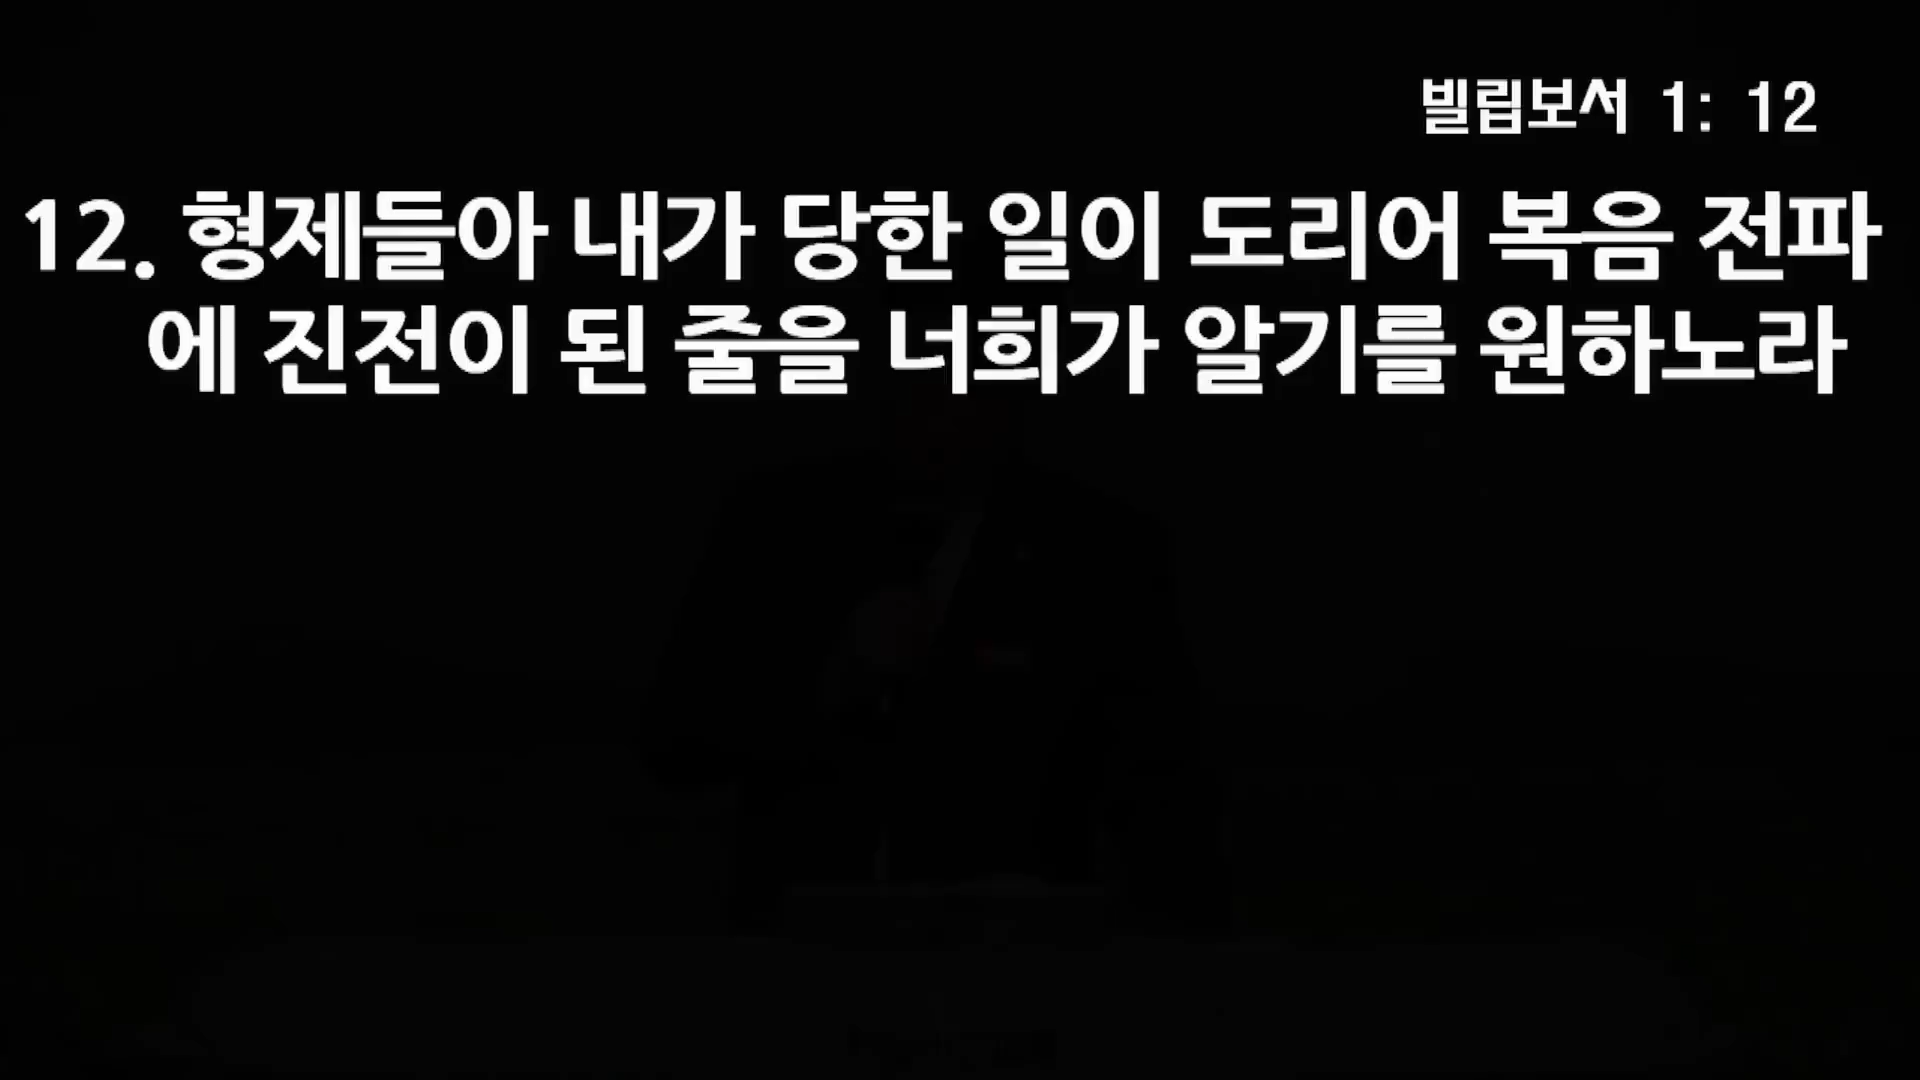 빌립보서 1: 12
12. 형제들아 내가 당한 일이 도리어 복음 전파
에 진전이 된 줄을 너희가 알기를 원하노라